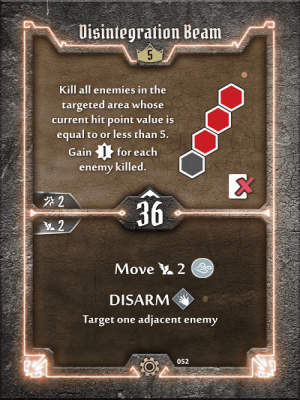 Disintegration Beam
5
Kill all enemies in the
targeted area whose
current hit point value is
equal to or less than 5.
Gain 1 for each
enemy killed.
2
36
2
Move 2
DISARM
Target one adjacent enemy
052